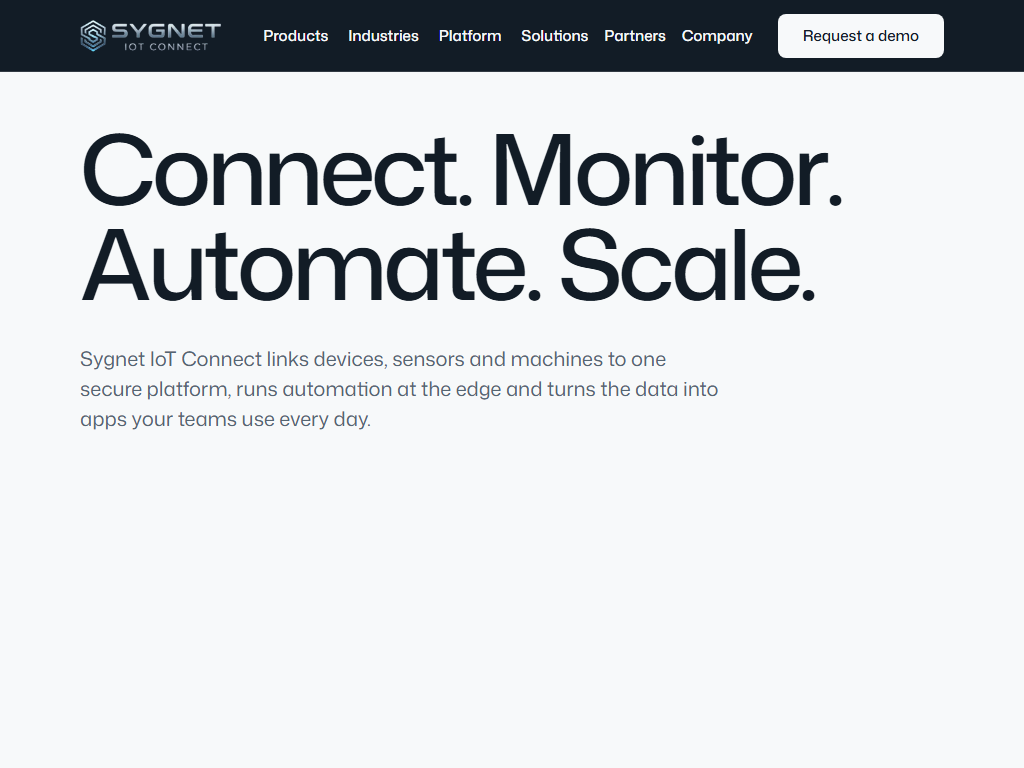 SYGNET
IOT CONNECT
Products Industries Platform Solutions Partners Company Request a demo
Connect. Monitor.
Automate. Scale.
Sygnet IoT Connect links devices, sensors and machines to one
secure platform, runs automation at the edge and turns the data into
apps your teams use every day.